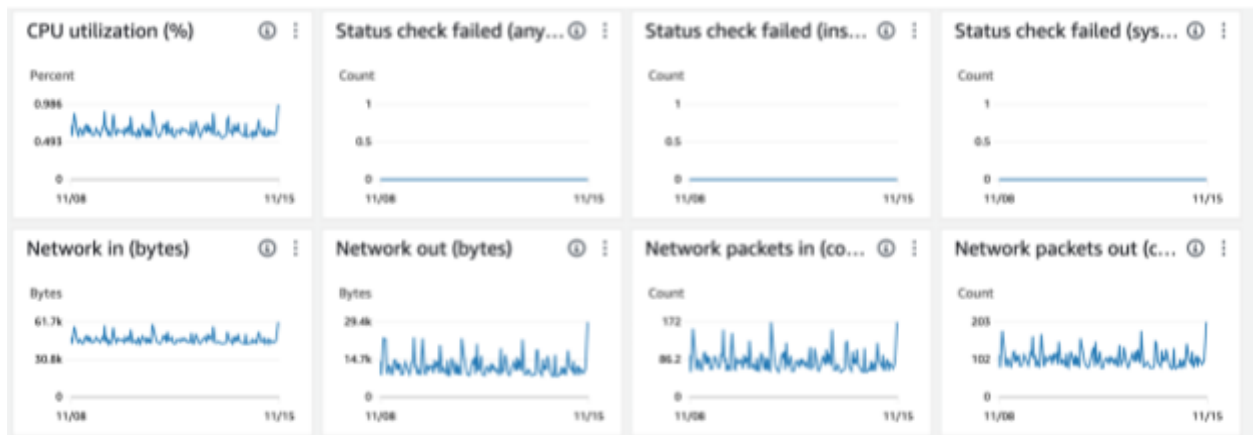 CPU utilization (%)
Percent
0.986
0.493
0
11/08 11/15
Status check failed (any...
Count
1
0.5
0
11/08 11/15
Status check failed (ins...
Count
1
0.5
0
11/08 11/15
Status check failed (sys...
Count
1
0.5
0
11/08 11/15
Network in (bytes)
Bytes
61.7k
30.8k
0
11/08 11/15
Network out (bytes)
Bytes
29.4k
14.7k
0
11/08 11/15
Network packets in (co...
Count
172
86.2
0
11/08 11/15
Network packets out (c...
Count
203
102
0
11/08 11/15